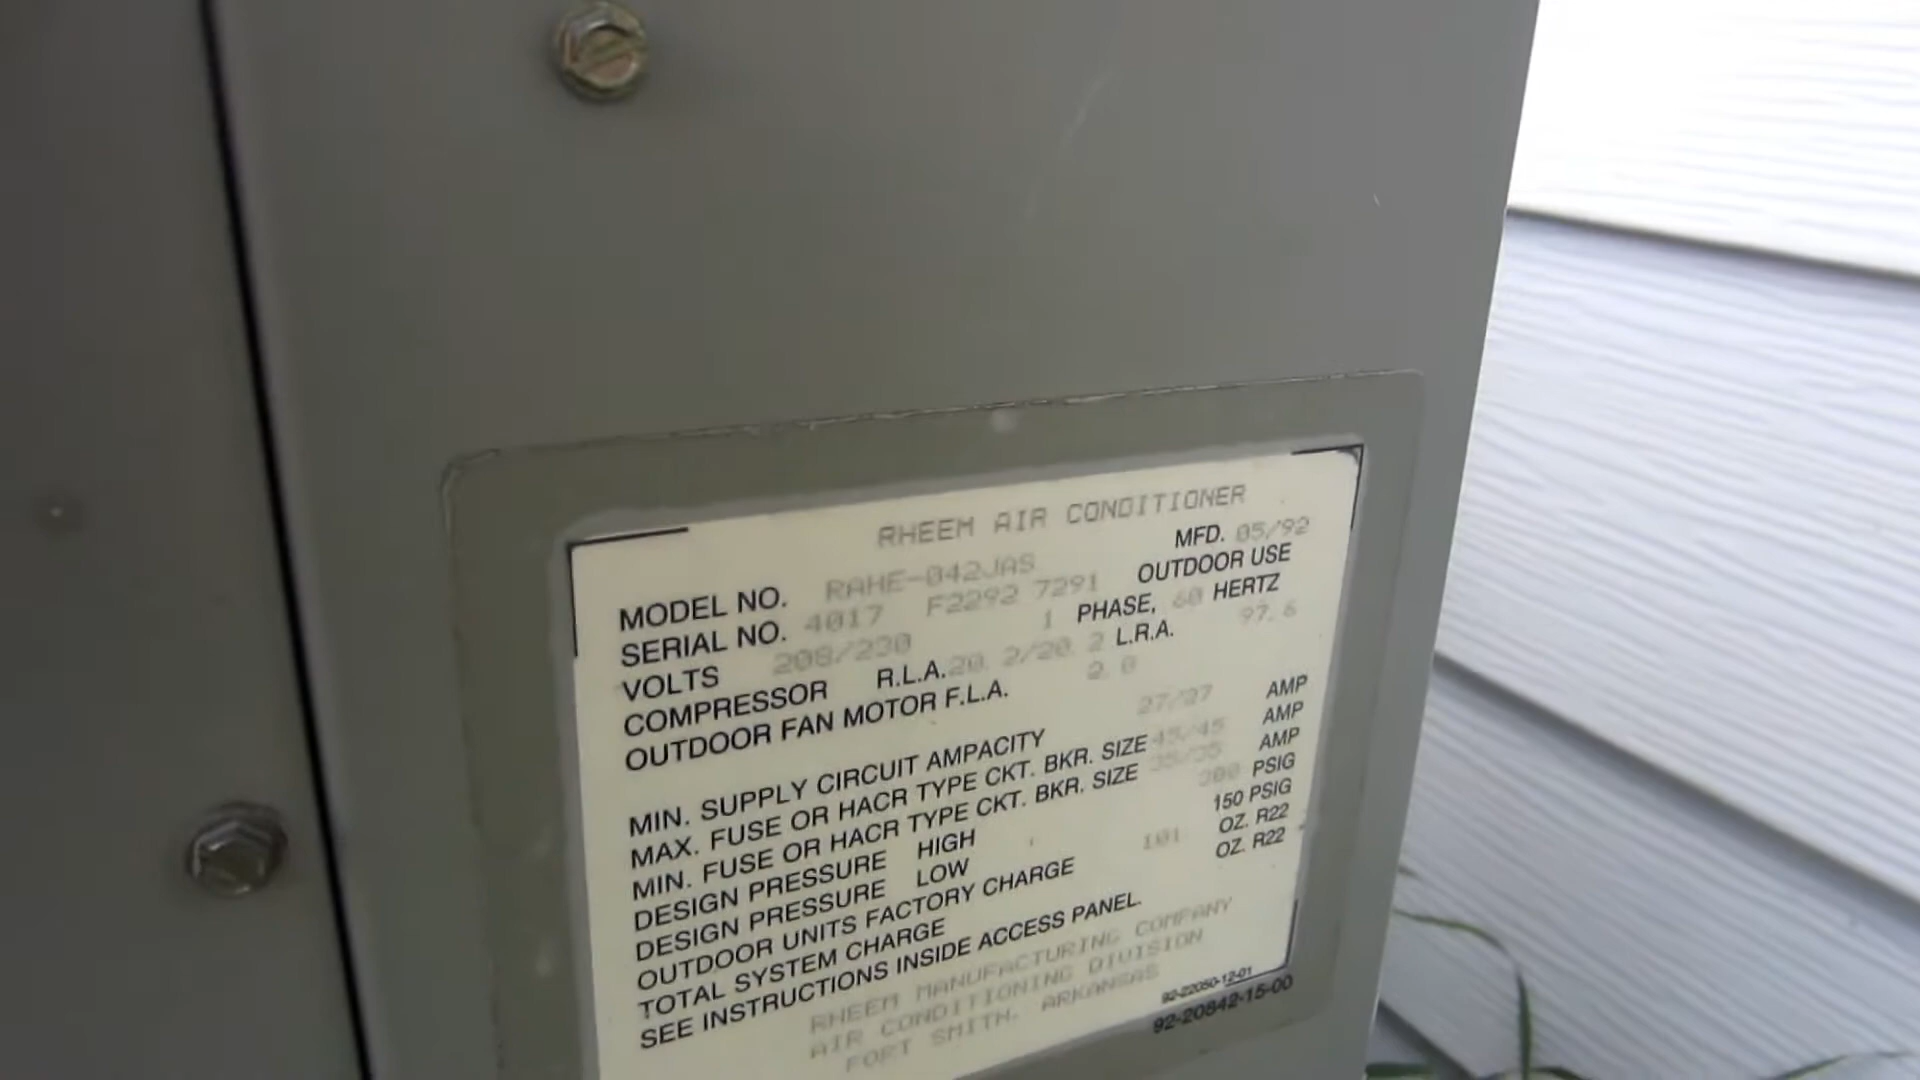 RHEEM AIR CONDITIONER
MFD. 05/92
MODEL NO. RAHE-042JAS OUTDOOR USE
SERIAL NO. 4017 F2292 7291
VOLTS 208/230 1 PHASE, 60 HERTZ
COMPRESSOR R.L.A. 20.2/20.2 L.R.A. 97.6
OUTDOOR FAN MOTOR F.L.A. 2.0
MIN. SUPPLY CIRCUIT AMPACITY 27/27 AMP
MAX. FUSE OR HACR TYPE CKT. BKR. SIZE 45/45 AMP
MIN. FUSE OR HACR TYPE CKT. BKR. SIZE 35/35 AMP
DESIGN PRESSURE HIGH 300 PSIG
DESIGN PRESSURE LOW 150 PSIG
OUTDOOR UNITS FACTORY CHARGE 101 OZ. R22
TOTAL SYSTEM CHARGE OZ. R22
SEE INSTRUCTIONS INSIDE ACCESS PANEL.
RHEEM MANUFACTURING COMPANY
AIR CONDITIONING DIVISION
FORT SMITH, ARKANSAS
92-22050-12-01
92-20842-15-00